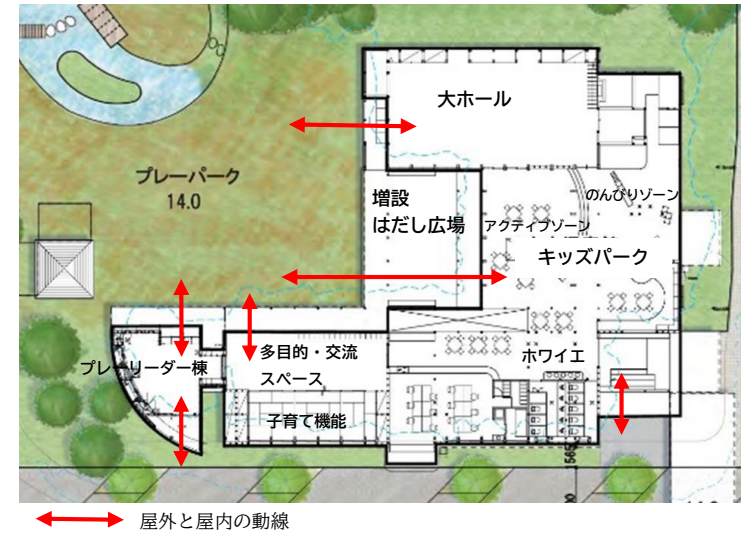 大ホール
プレーパーク
14.0
増設
はだし広場
のんびりゾーン
アクティブゾーン
キッズパーク
ホワイエ
多目的・交流
スペース
プレーリーダー棟
子育て機能
565
屋外と屋内の動線